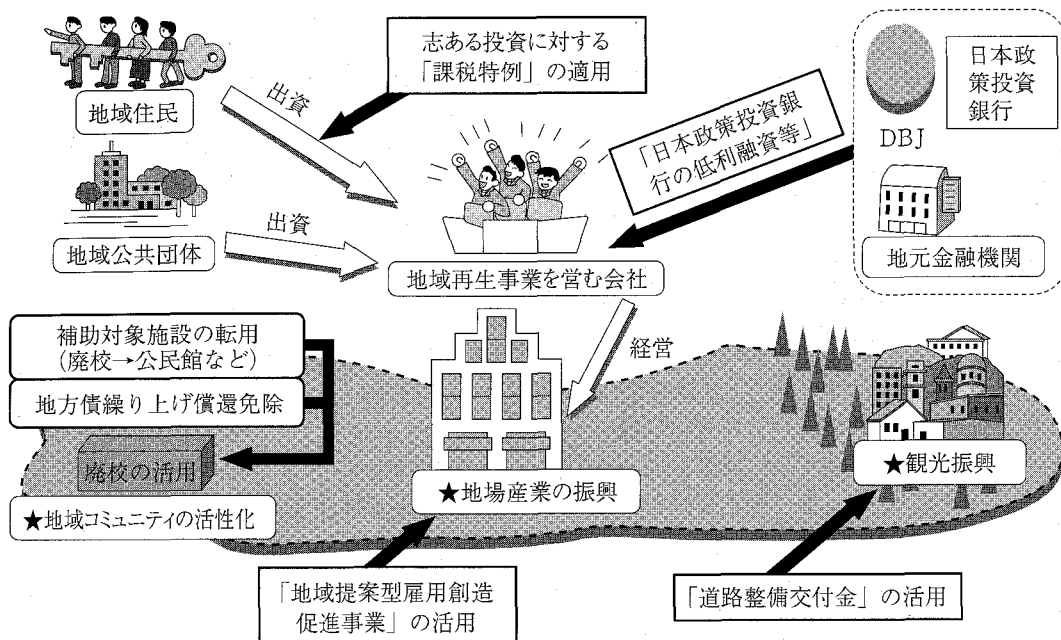 志ある投資に対する
「課税特例」の適用
日本政
策投資
銀行
DBJ
地元金融機関
地域住民
出資
地域公共団体
出資
「日本政策投資銀
行の低利融資等」
地域再生事業を営む会社
経営
補助対象施設の転用
(廃校→公民館など)
地方債繰り上げ償還免除
廃校の活用
★地域コミュニティの活性化
★地場産業の振興
★観光振興
「地域提案型雇用創造
促進事業」の活用
「道路整備交付金」の活用